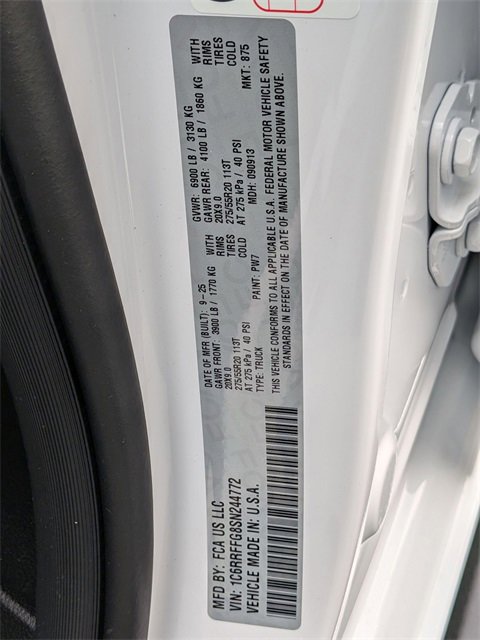 MFD BY: FCA US LLC
VIN: 1C6RRFFG8SN244772
VEHICLE MADE IN: U.S.A.
DATE OF MFR (BUILT): 9-25
GAWR FRONT: 3900 LB / 1770 KG WITH
20X9.0 RIMS
275/55R20 113T TIRES
AT 275 kPa / 40 PSI COLD
TYPE: TRUCK
PAINT: PW7
GVWR: 6900 LB / 3130 KG
GAWR REAR: 4100 LB / 1860 KG WITH
20X9.0 RIMS
275/55R20 113T TIRES
AT 275 kPa / 40 PSI COLD
MDH: 090913
MKT: 875
THIS VEHICLE CONFORMS TO ALL APPLICABLE U.S.A. FEDERAL MOTOR VEHICLE SAFETY
STANDARDS IN EFFECT ON THE DATE OF MANUFACTURE SHOWN ABOVE.